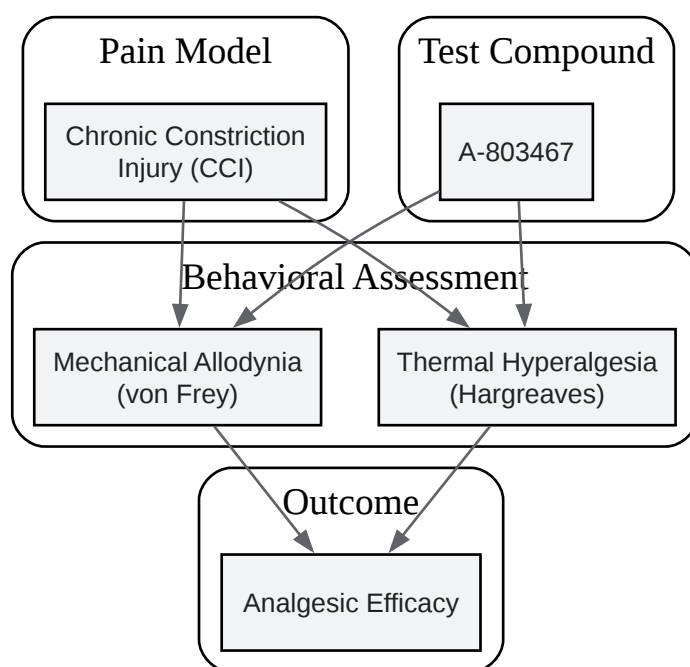 Pain Model
Test Compound
Chronic Constriction
Injury (CCI)
A-803467
Behavioral Assessment
Mechanical Allodynia
(von Frey)
Thermal Hyperalgesia
(Hargreaves)
Outcome
Analgesic Efficacy